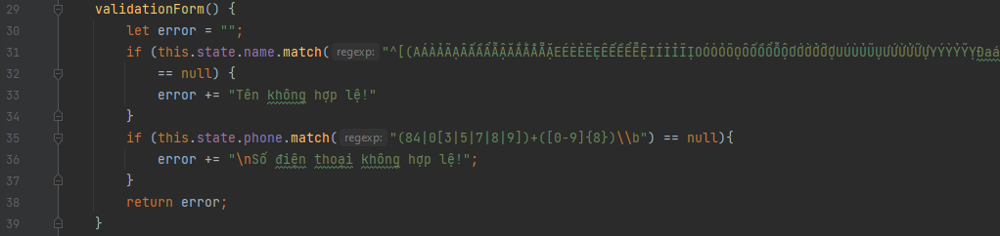 29 validationForm() {
30 let error = "";
31 if (this.state.name.match( regexp:
32 == null) {
33 error += "Tên không hợp lệ!"
34 }
35 if (this.state.phone.match( regexp: "(84|0[3|5|7|8|9])+([0-9]{8})\\b") == null){
36 error += "\nSố điện thoại không hợp lệ!";
37 }
38 return error;
39 }